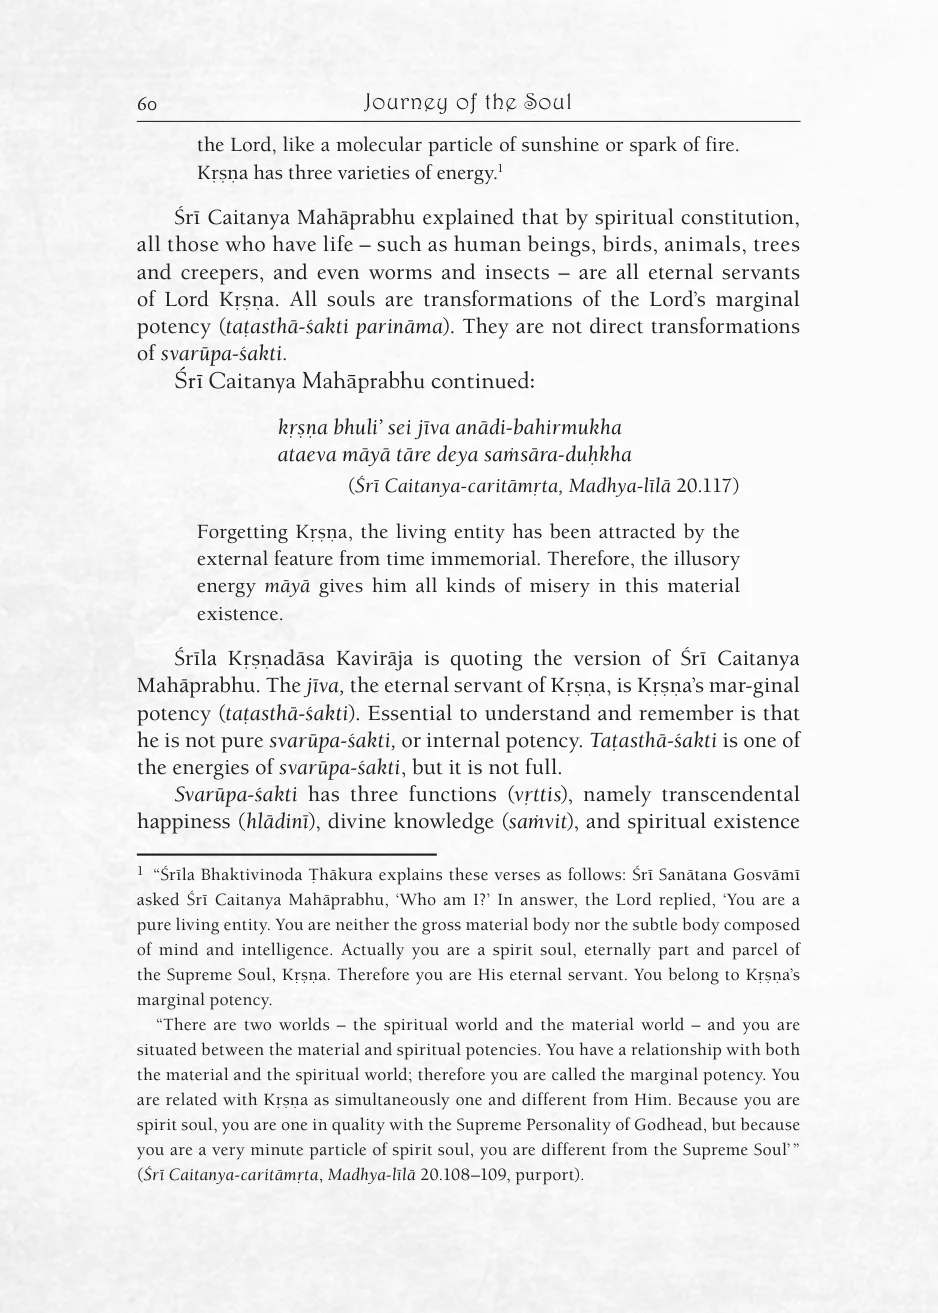 60 Journey of the Soul
the Lord, like a molecular particle of sunshine or spark of fire.
Kṛṣṇa has three varieties of energy.¹
Śrī Caitanya Mahāprabhu explained that by spiritual constitution,
all those who have life – such as human beings, birds, animals, trees
and creepers, and even worms and insects – are all eternal servants
of Lord Kṛṣṇa. All souls are transformations of the Lord’s marginal
potency (taṭasthā-śakti parināma). They are not direct transformations
of svarūpa-śakti.
Śrī Caitanya Mahāprabhu continued:
kṛṣṇa bhuli’ sei jīva anādi-bahirmukha
ataeva māyā tāre deya saṁsāra-duḥkha
(Śrī Caitanya-caritāmṛta, Madhya-līlā 20.117)
Forgetting Kṛṣṇa, the living entity has been attracted by the
external feature from time immemorial. Therefore, the illusory
energy māyā gives him all kinds of misery in this material
existence.
Śrīla Kṛṣṇadāsa Kavirāja is quoting the version of Śrī Caitanya
Mahāprabhu. The jīva, the eternal servant of Kṛṣṇa, is Kṛṣṇa’s mar-ginal
potency (taṭasthā-śakti). Essential to understand and remember is that
he is not pure svarūpa-śakti, or internal potency. Taṭasthā-śakti is one of
the energies of svarūpa-śakti, but it is not full.
Svarūpa-śakti has three functions (vṛttis), namely transcendental
happiness (hlādinī), divine knowledge (saṁvit), and spiritual existence
¹ “Śrīla Bhaktivinoda Ṭhākura explains these verses as follows: Śrī Sanātana Gosvāmī
asked Śrī Caitanya Mahāprabhu, ‘Who am I?’ In answer, the Lord replied, ‘You are a
pure living entity. You are neither the gross material body nor the subtle body composed
of mind and intelligence. Actually you are a spirit soul, eternally part and parcel of
the Supreme Soul, Kṛṣṇa. Therefore you are His eternal servant. You belong to Kṛṣṇa’s
marginal potency.
“There are two worlds – the spiritual world and the material world – and you are
situated between the material and spiritual potencies. You have a relationship with both
the material and the spiritual world; therefore you are called the marginal potency. You
are related with Kṛṣṇa as simultaneously one and different from Him. Because you are
spirit soul, you are one in quality with the Supreme Personality of Godhead, but because
you are a very minute particle of spirit soul, you are different from the Supreme Soul’ ”
(Śrī Caitanya-caritāmṛta, Madhya-līlā 20.108–109, purport).